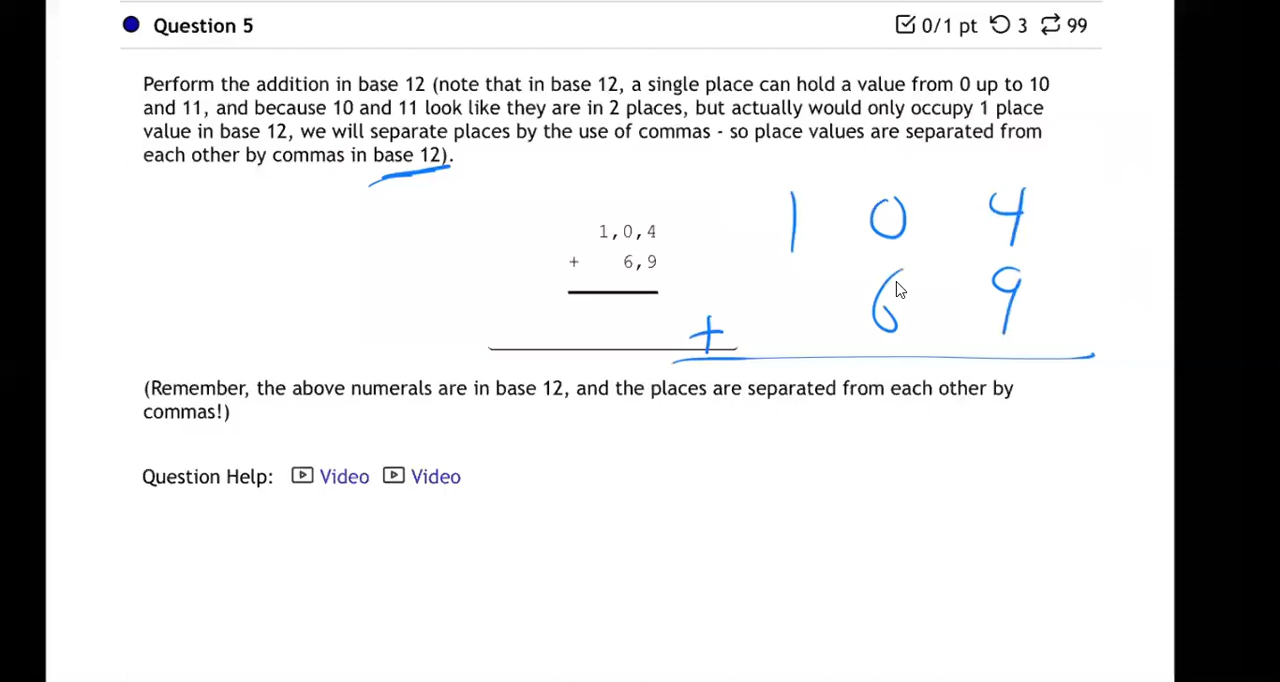 Question 5
0/1 pt 3 99
Perform the addition in base 12 (note that in base 12, a single place can hold a value from 0 up to 10
and 11, and because 10 and 11 look like they are in 2 places, but actually would only occupy 1 place
value in base 12, we will separate places by the use of commas - so place values are separated from
each other by commas in base 12).
1,0,4
+ 6,9
1 0 4
6 9
+
(Remember, the above numerals are in base 12, and the places are separated from each other by
commas!)
Question Help: Video Video